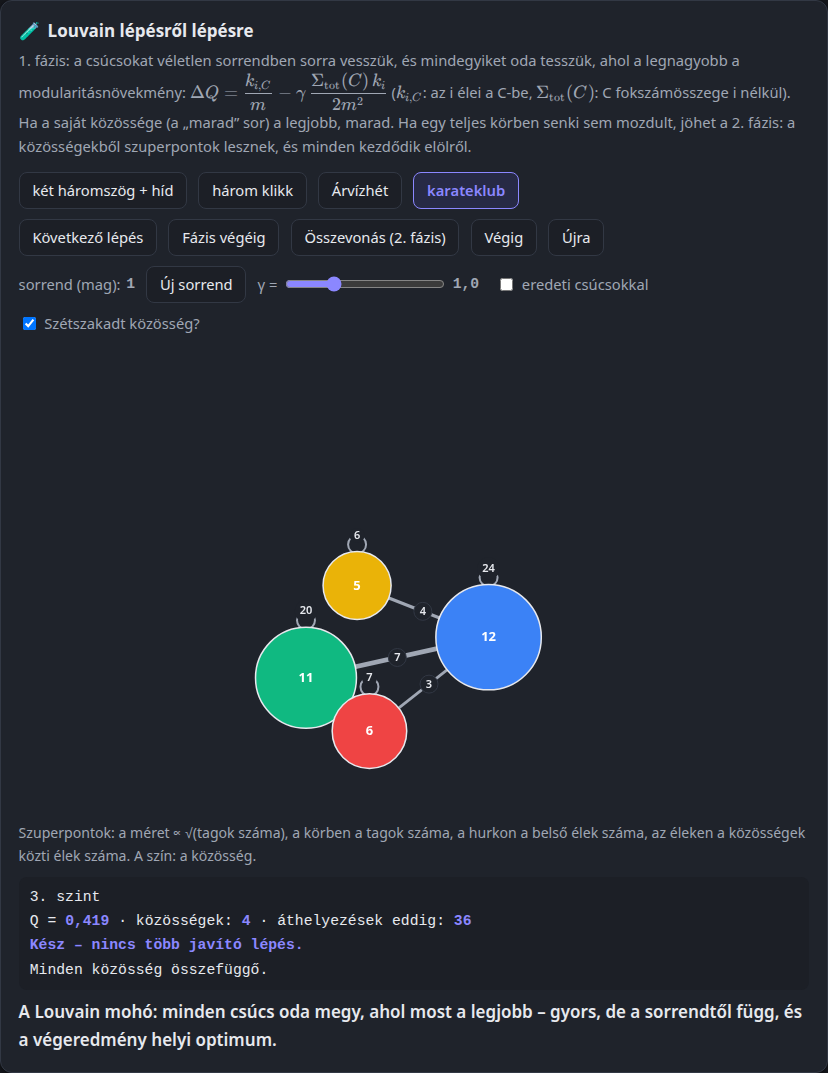 🧪 Louvain lépésről lépésre
1. fázis: a csúcsokat véletlen sorrendben sorra vesszük, és mindegyiket oda tesszük, ahol a legnagyobb a
modularitásnövekmény: ΔQ = k_{i,C}/m − γ Σ_tot(C) k_i/2m² (k_{i,C}: az i élei a C-be, Σ_tot(C): C fokszámösszege i nélkül).
Ha a saját közössége (a „marad” sor) a legjobb, marad. Ha egy teljes körben senki sem mozdult, jöhet a 2. fázis: a
közösségekből szuperpontok lesznek, és minden kezdődik elölről.
két háromszög + híd három klikk Árvízhét karateklub
Következő lépés Fázis végéig Összevonás (2. fázis) Végig Újra
sorrend (mag): 1 Új sorrend γ = 1,0 eredeti csúcsokkal
Szétszakadt közösség?
6
5
24
4
12
20
7
11
7
3
6
Szuperpontok: a méret ∝ √(tagok száma), a körben a tagok száma, a hurkon a belső élek száma, az éleken a közösségek
közti élek száma. A szín: a közösség.
3. szint
Q = 0,419 · közösségek: 4 · áthelyezések eddig: 36
Kész – nincs több javító lépés.
Minden közösség összefüggő.
A Louvain mohó: minden csúcs oda megy, ahol most a legjobb – gyors, de a sorrendtől függ, és
a végeredmény helyi optimum.